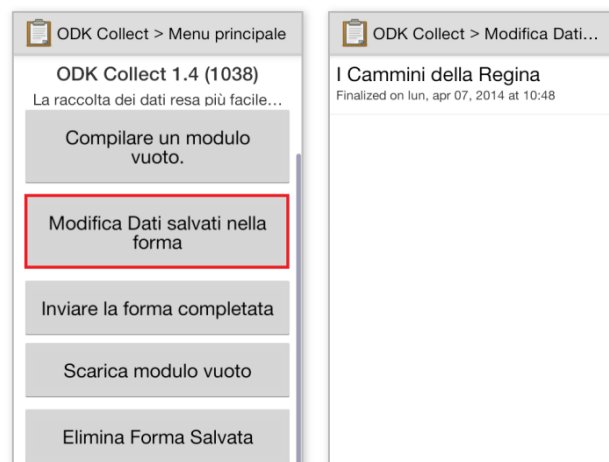 ODK Collect > Menu principale
ODK Collect 1.4 (1038)
La raccolta dei dati resa più facile...
Compilare un modulo
vuoto.
Modifica Dati salvati nella
forma
Inviare la forma completata
Scarica modulo vuoto
Elimina Forma Salvata
ODK Collect > Modifica Dati...
I Cammini della Regina
Finalized on lun, apr 07, 2014 at 10:48